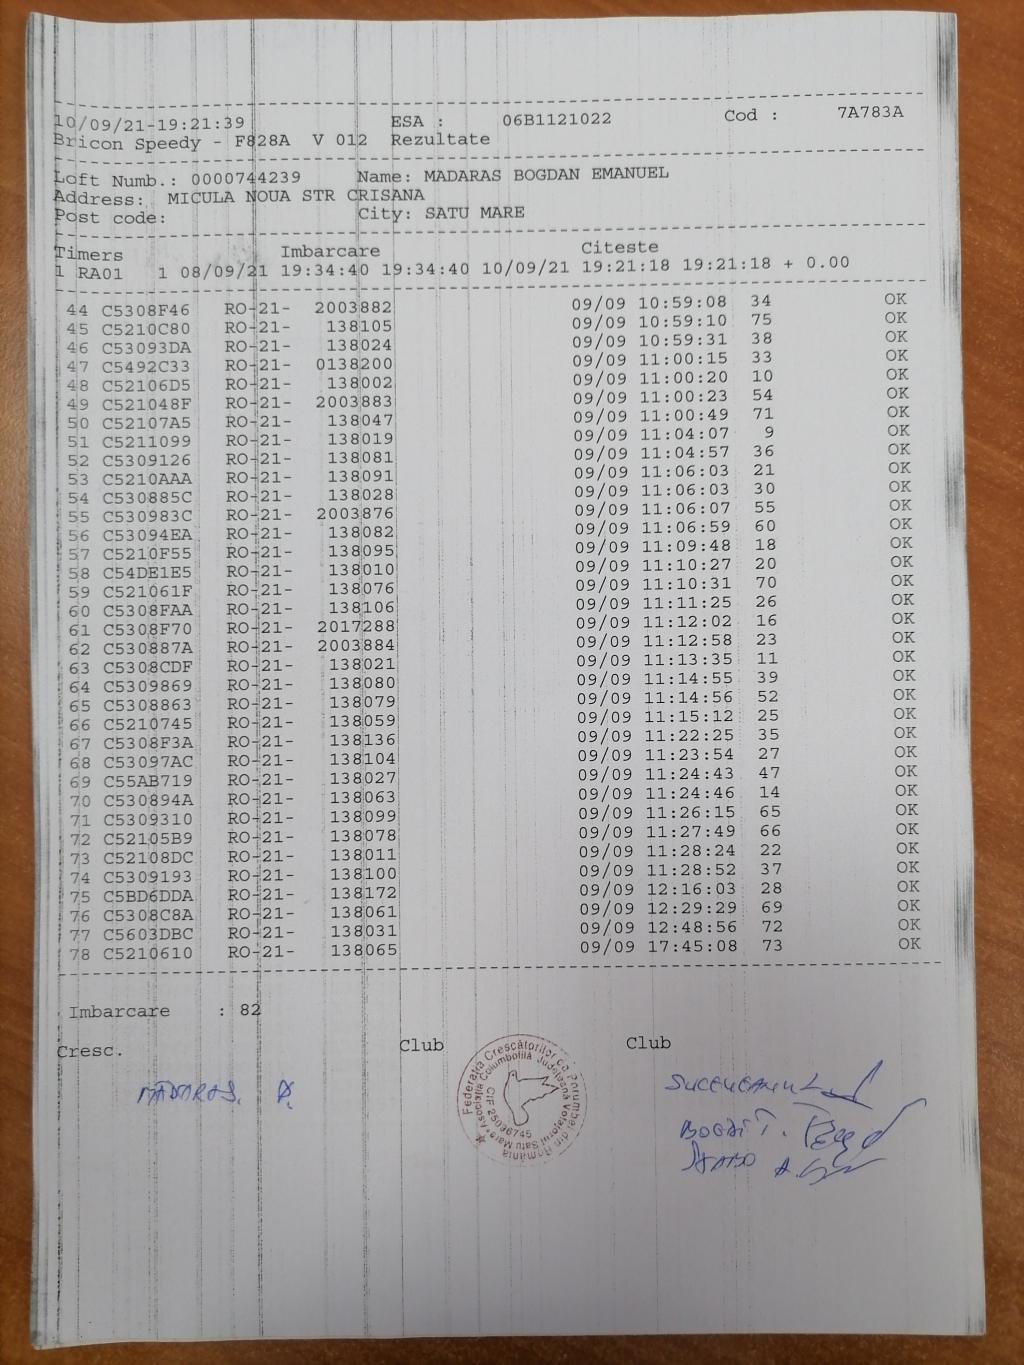 10/09/21-19:21:39 ESA : 06B1121022 Cod : 7A783A
Bricon Speedy - F828A V 012 Rezultate
Loft Numb.: 0000744239 Name: MADARAS BOGDAN EMANUEL
Address: MICULA NOUA STR CRISANA
Post code: City: SATU MARE
Timers Imbarcare Citeste
1 RA01 1 08/09/21 19:34:40 19:34:40 10/09/21 19:21:18 19:21:18 + 0.00
44 C5308F46 RO-21- 2003882 09/09 10:59:08 34 OK
45 C5210C80 RO-21- 138105 09/09 10:59:10 75 OK
46 C53093DA RO-21- 138024 09/09 10:59:31 38 OK
47 C5492C33 RO-21- 0138200 09/09 11:00:15 33 OK
48 C52106D5 RO-21- 138002 09/09 11:00:20 10 OK
49 C521048F RO-21- 2003883 09/09 11:00:23 54 OK
50 C52107A5 RO-21- 138047 09/09 11:00:49 71 OK
51 C5211099 RO-21- 138019 09/09 11:04:07 9 OK
52 C5309126 RO-21- 138081 09/09 11:04:57 36 OK
53 C5210AAA RO-21- 138091 09/09 11:06:03 21 OK
54 C530885C RO-21- 138028 09/09 11:06:03 30 OK
55 C530983C RO-21- 2003876 09/09 11:06:07 55 OK
56 C53094EA RO-21- 138082 09/09 11:06:59 60 OK
57 C5210F55 RO-21- 138095 09/09 11:09:48 18 OK
58 C54DE1E5 RO-21- 138010 09/09 11:10:27 20 OK
59 C521061F RO-21- 138076 09/09 11:10:31 70 OK
60 C5308FAA RO-21- 138106 09/09 11:11:25 26 OK
61 C5308F70 RO-21- 2017288 09/09 11:12:02 16 OK
62 C530887A RO-21- 2003884 09/09 11:12:58 23 OK
63 C5308CDF RO-21- 138021 09/09 11:13:35 11 OK
64 C5309869 RO-21- 138080 09/09 11:14:55 39 OK
65 C5308863 RO-21- 138079 09/09 11:14:56 52 OK
66 C5210745 RO-21- 138059 09/09 11:15:12 25 OK
67 C5308F3A RO-21- 138136 09/09 11:22:25 35 OK
68 C53097AC RO-21- 138104 09/09 11:23:54 27 OK
69 C55AB719 RO-21- 138027 09/09 11:24:43 47 OK
70 C530894A RO-21- 138063 09/09 11:24:46 14 OK
71 C5309310 RO-21- 138099 09/09 11:26:15 65 OK
72 C52105B9 RO-21- 138078 09/09 11:27:49 66 OK
73 C52108DC RO-21- 138011 09/09 11:28:24 22 OK
74 C5309193 RO-21- 138100 09/09 11:28:52 37 OK
75 C5BD6DDA RO-21- 138172 09/09 12:16:03 28 OK
76 C5308C8A RO-21- 138061 09/09 12:29:29 69 OK
77 C5603DBC RO-21- 138031 09/09 12:48:56 72 OK
78 C5210610 RO-21- 138065 09/09 17:45:08 73 OK
Imbarcare : 82
Cresc. Club Club
Federația Crescătorilor de Porumbei din România
Asociația Columbofilă Județeană Voiajorul Satu Mare
CIF 25096745
MADARAS